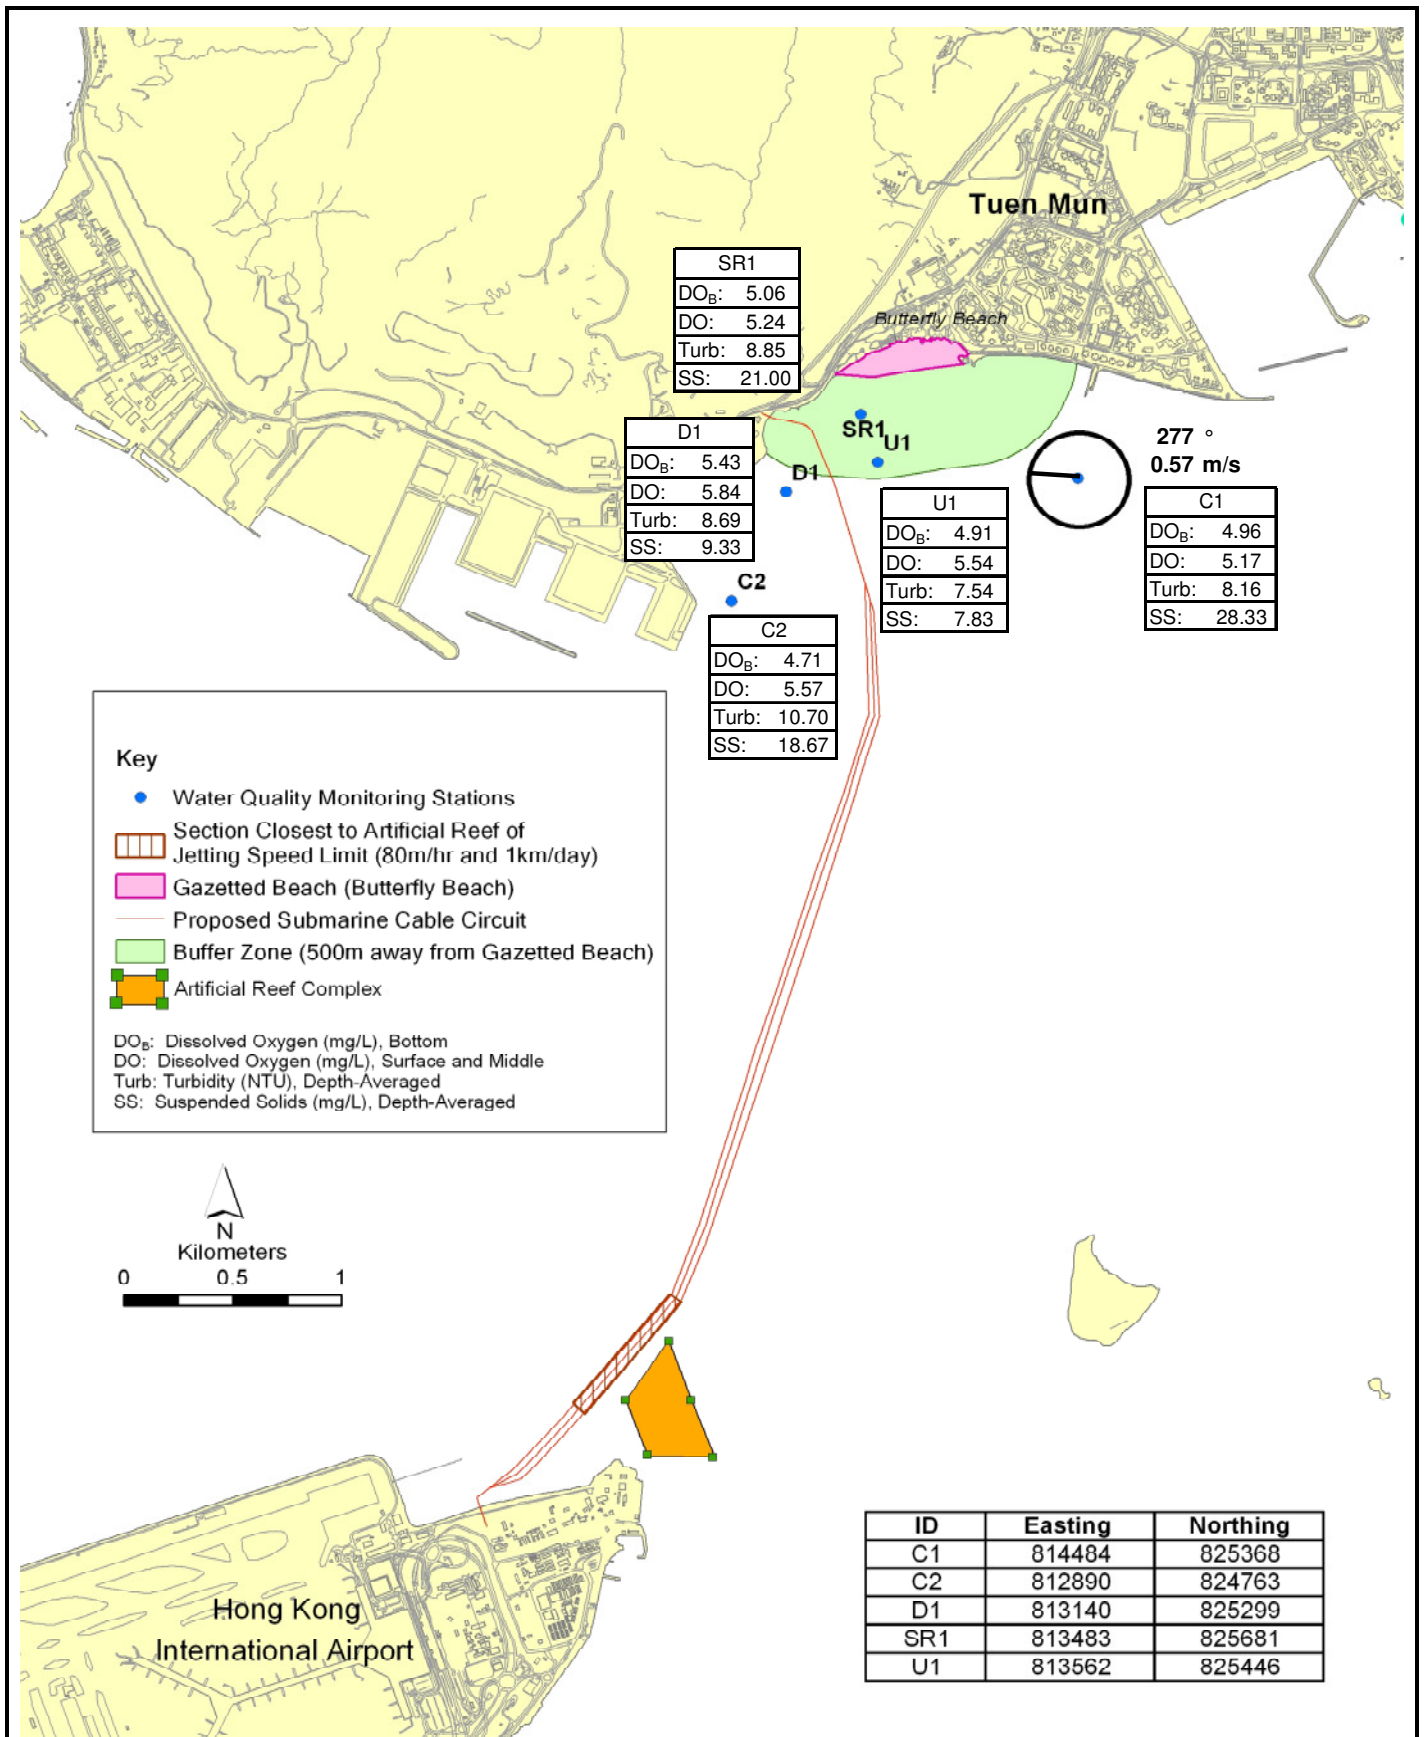 Tuen Mun
SR1
DO_B: 5.06
DO: 5.24
Turb: 8.85
SS: 21.00
Butterfly Beach
D1
DO_B: 5.43
DO: 5.84
Turb: 8.69
SS: 9.33
SR1
U1
D1
277 °
0.57 m/s
U1
DO_B: 4.91
DO: 5.54
Turb: 7.54
SS: 7.83
C1
DO_B: 4.96
DO: 5.17
Turb: 8.16
SS: 28.33
C2
C2
DO_B: 4.71
DO: 5.57
Turb: 10.70
SS: 18.67
Key
Water Quality Monitoring Stations
Section Closest to Artificial Reef of
Jetting Speed Limit (80m/hr and 1km/day)
Gazetted Beach (Butterfly Beach)
Proposed Submarine Cable Circuit
Buffer Zone (500m away from Gazetted Beach)
Artificial Reef Complex
DO_B: Dissolved Oxygen (mg/L), Bottom
DO: Dissolved Oxygen (mg/L), Surface and Middle
Turb: Turbidity (NTU), Depth-Averaged
SS: Suspended Solids (mg/L), Depth-Averaged
N
Kilometers
0 0.5 1
Hong Kong
International Airport
ID Easting Northing
C1 814484 825368
C2 812890 824763
D1 813140 825299
SR1 813483 825681
U1 813562 825446